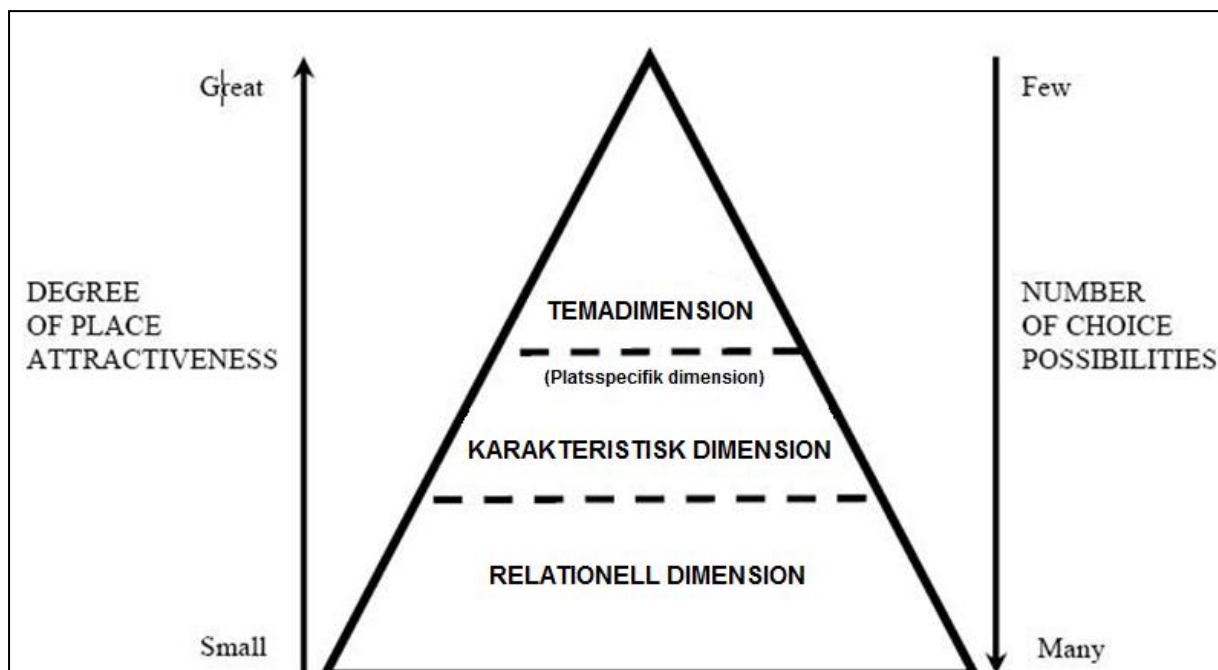 Great
Few
DEGREE
OF PLACE
ATTRACTIVENESS
TEMADIMENSION
(Platsspecifik dimension)
KARAKTERISTISK DIMENSION
RELATIONELL DIMENSION
NUMBER
OF CHOICE
POSSIBILITIES
Small
Many